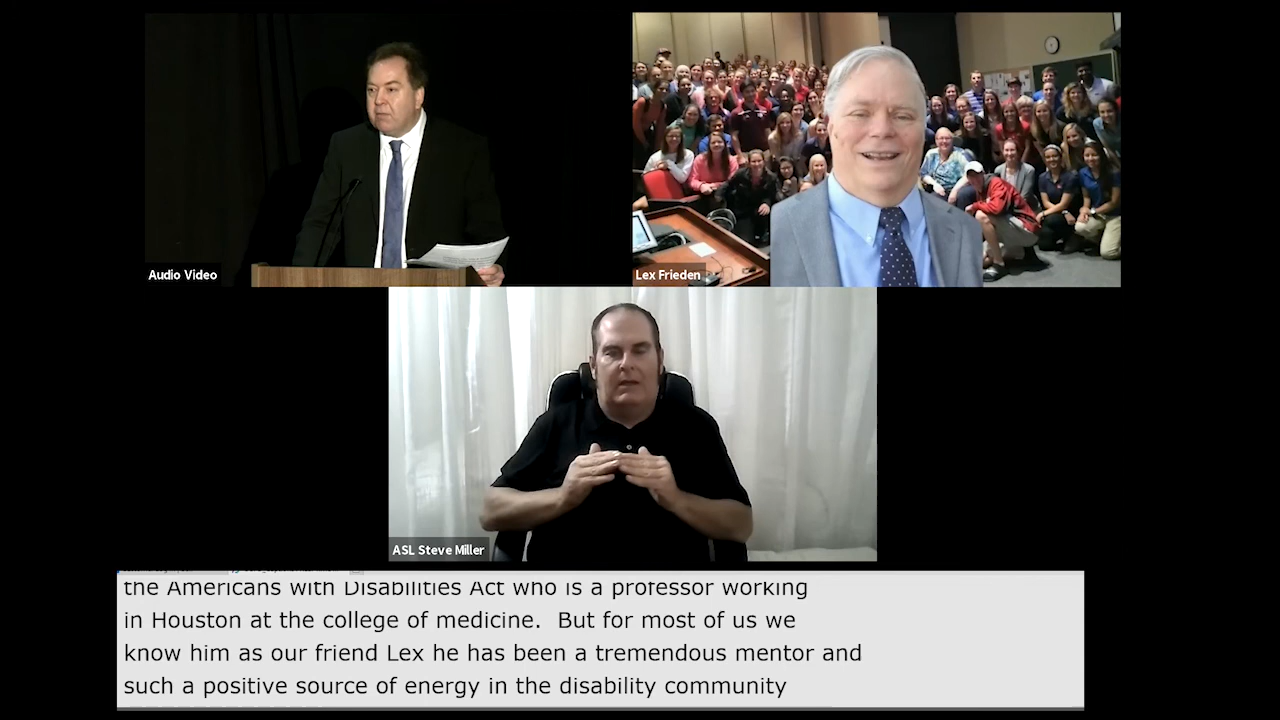 Audio Video
Lex Frieden
ASL Steve Miller
the Americans with Disabilities Act who is a professor working
in Houston at the college of medicine.  But for most of us we
know him as our friend Lex he has been a tremendous mentor and
such a positive source of energy in the disability community